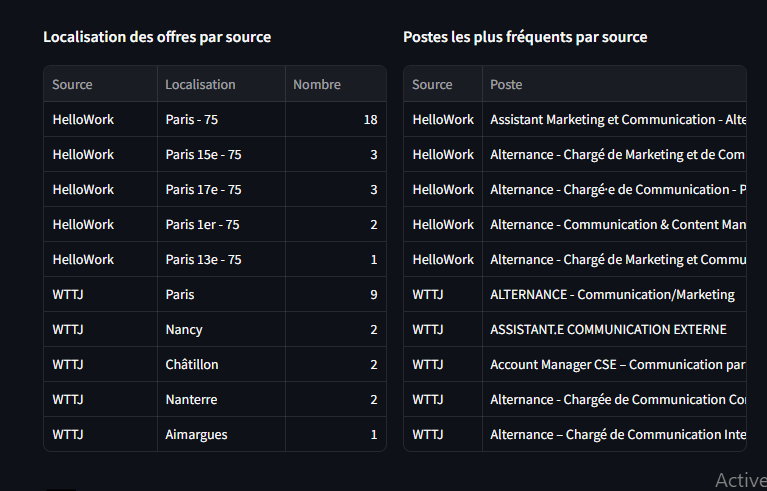 Localisation des offres par source
Source Localisation Nombre
HelloWork Paris - 75 18
HelloWork Paris 15e - 75 3
HelloWork Paris 17e - 75 3
HelloWork Paris 1er - 75 2
HelloWork Paris 13e - 75 1
WTTJ Paris 9
WTTJ Nancy 2
WTTJ Châtillon 2
WTTJ Nanterre 2
WTTJ Aimargues 1
Postes les plus fréquents par source
Source Poste
HelloWork Assistant Marketing et Communication - Alte
HelloWork Alternance - Chargé de Marketing et de Com
HelloWork Alternance - Chargé·e de Communication - P
HelloWork Alternance - Communication & Content Man
HelloWork Alternance - Chargé de Marketing et Commu
WTTJ ALTERNANCE - Communication/Marketing
WTTJ ASSISTANT.E COMMUNICATION EXTERNE
WTTJ Account Manager CSE – Communication par
WTTJ Alternance - Chargée de Communication Co
WTTJ Alternance – Chargé de Communication Inte
Active